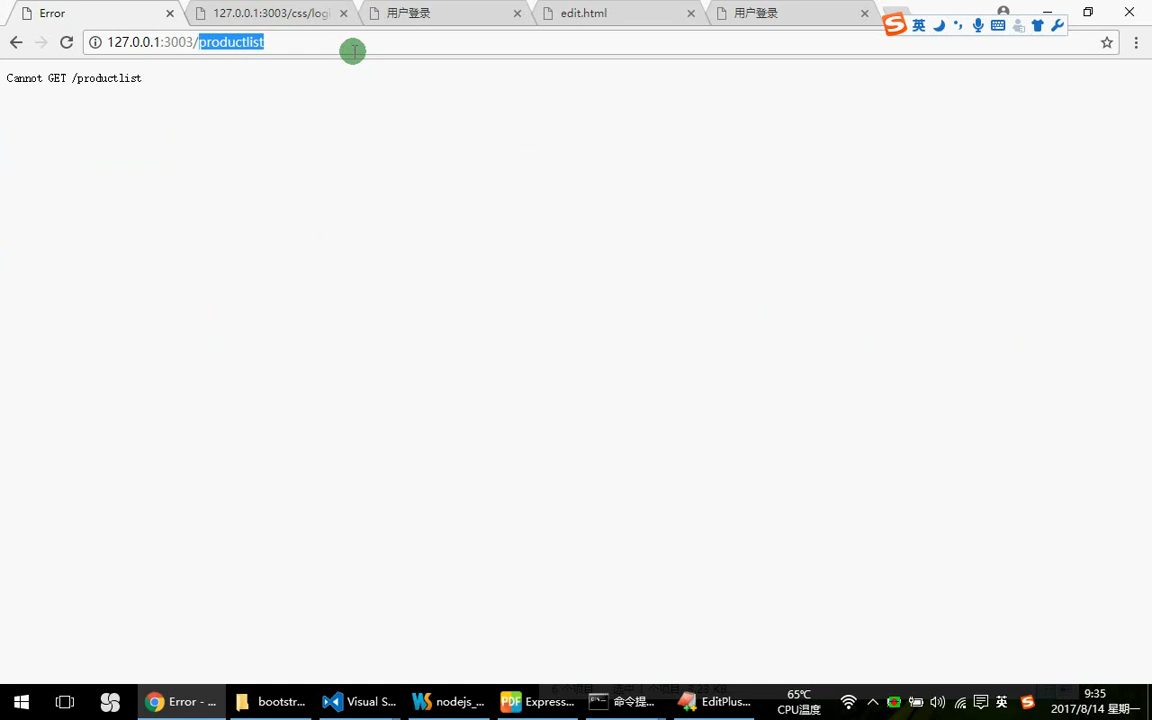 Error
127.0.0.1:3003/css/logi
用户登录
edit.html
用户登录
英
127.0.0.1:3003/productlist
Cannot GET /productlist
Error - ...
bootstr...
Visual S...
nodejs_...
PDF
Express...
命令提...
EditPlus...
65℃
CPU温度
英
9:35
2017/8/14 星期一